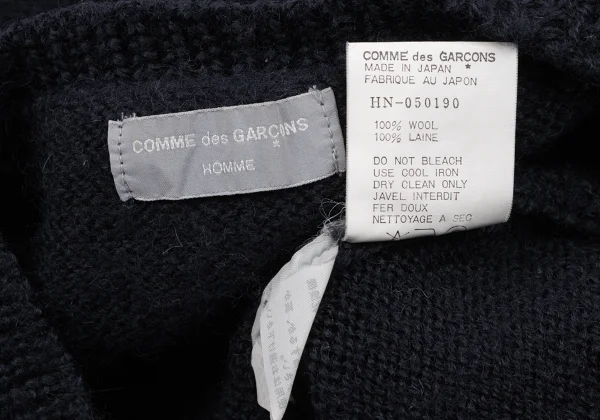 COMME des GARÇONS
HOMME
COMME des GARCONS
MADE IN JAPAN *
FABRIQUE AU JAPON
HN-050190
100% WOOL
100% LAINE
DO NOT BLEACH
USE COOL IRON
DRY CLEAN ONLY
JAVEL INTERDIT
FER DOUX
NETTOYAGE A SEC